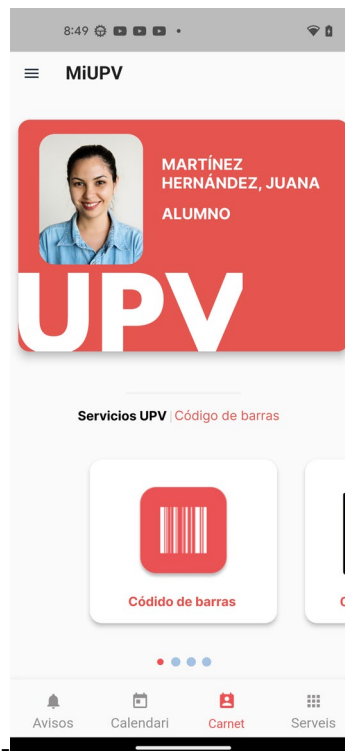 8:49
MiUPV
MARTÍNEZ
HERNÁNDEZ, JUANA
ALUMNO
UPV
Servicios UPV | Código de barras
Códido de barras
Avisos Calendari Carnet Serveis